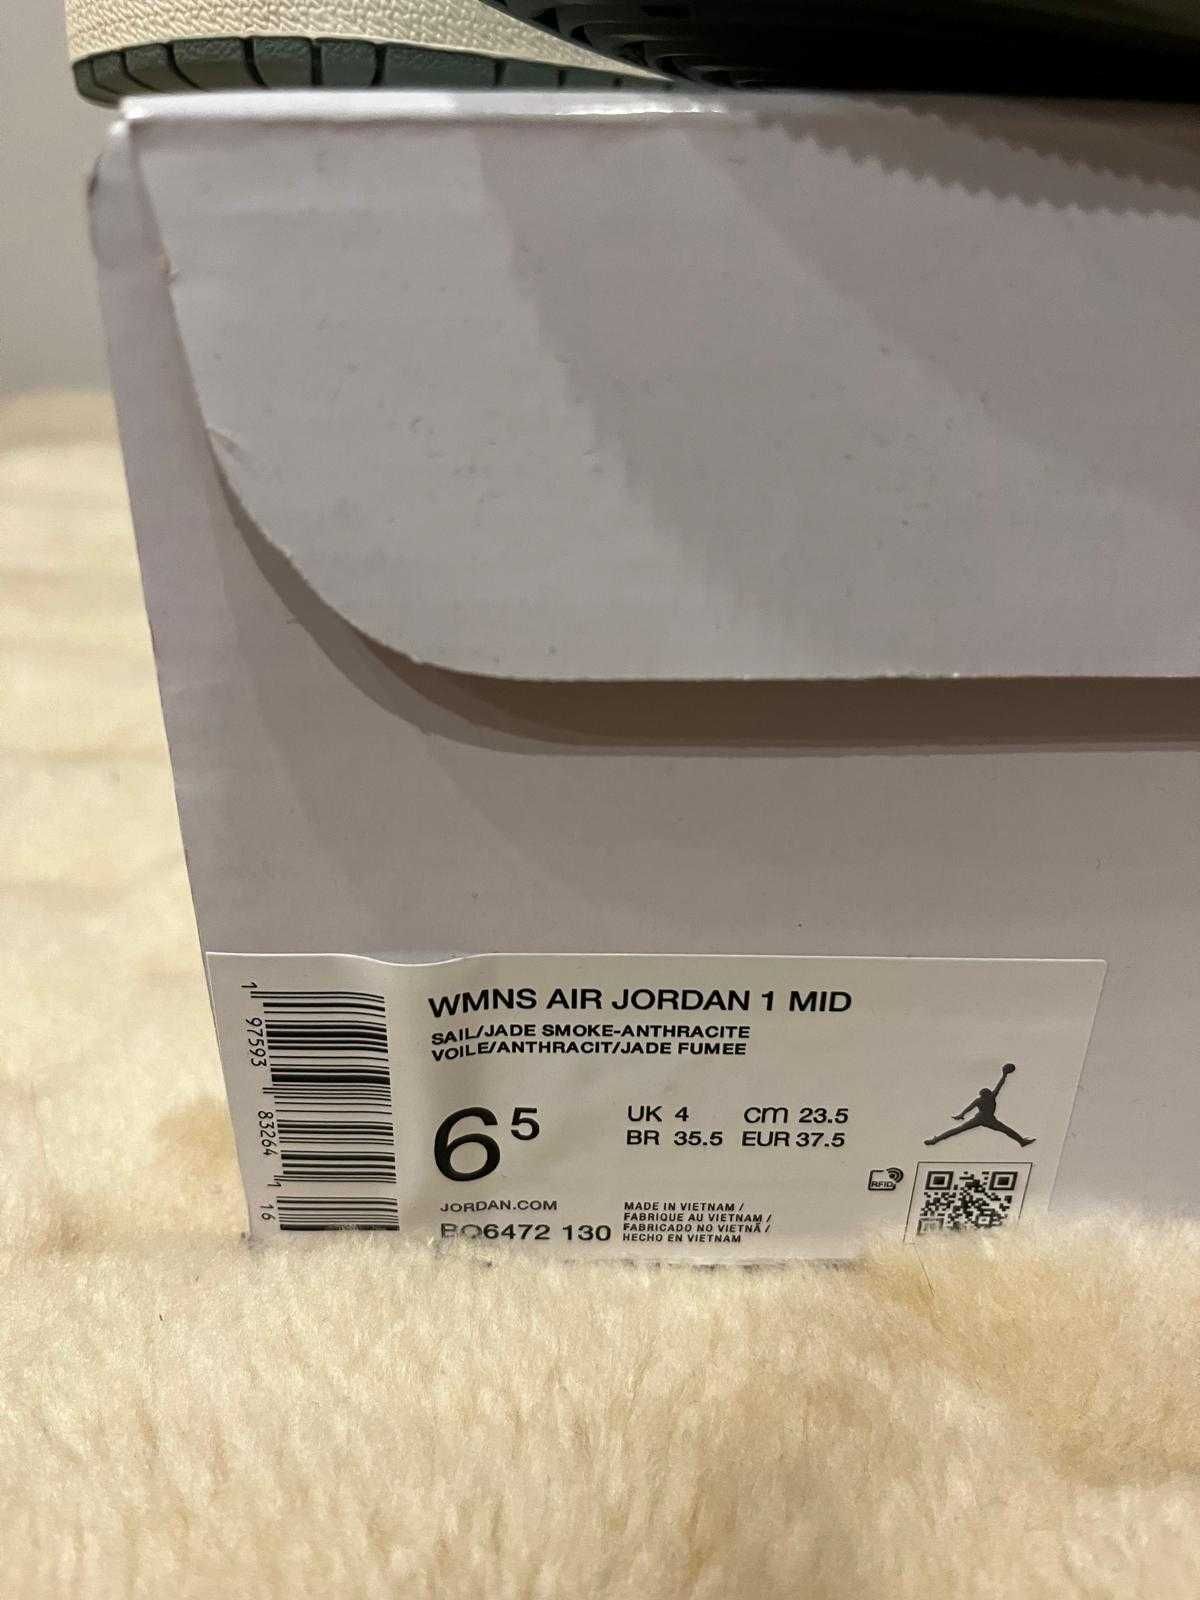 WMNS AIR JORDAN 1 MID
SAIL/JADE SMOKE-ANTHRACITE
VOILE/ANTHRACIT/JADE FUMEE
6 5
UK 4 cm 23.5
BR 35.5 EUR 37.5
JORDAN.COM
BQ6472 130
MADE IN VIETNAM /
FABRIQUE AU VIETNAM /
FABRICADO NO VIETNÃ /
HECHO EN VIETNAM
RFID
1 97593 83264 1 16